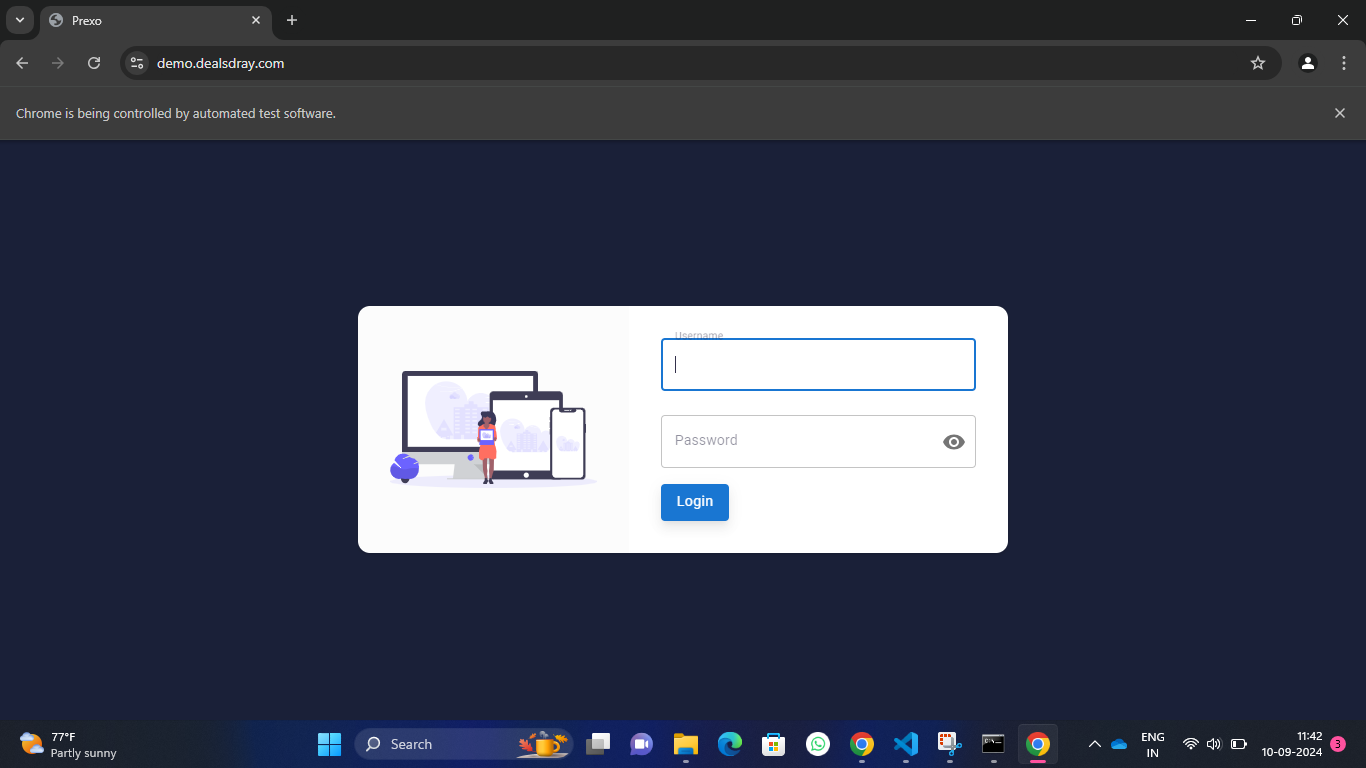 Prexo
demo.dealsdray.com
Chrome is being controlled by automated test software.
Username
Password
Login
77°F
Partly sunny
Search
ENG
IN
11:42
10-09-2024
3